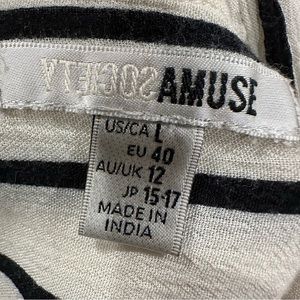 SOCIETY AMUSE
US/CA L
EU 40
AU/UK 12
JP 15-17
MADE IN
INDIA